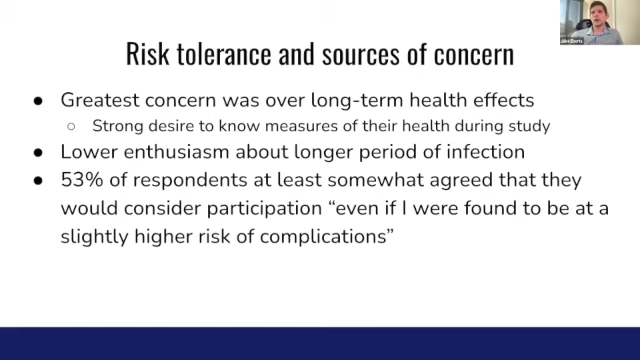 Risk tolerance and sources of concern
● Greatest concern was over long-term health effects
○ Strong desire to know measures of their health during study
● Lower enthusiasm about longer period of infection
● 53% of respondents at least somewhat agreed that they
would consider participation “even if I were found to be at a
slightly higher risk of complications”